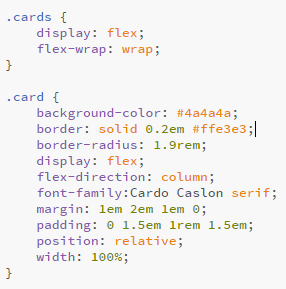 .cards {
    display: flex;
    flex-wrap: wrap;
}

.card {
    background-color: #4a4a4a;
    border: solid 0.2em #ffe3e3;
    border-radius: 1.9rem;
    display: flex;
    flex-direction: column;
    font-family:Cardo Caslon serif;
    margin: 1em 2em 1em 0;
    padding: 0 1.5em 1rem 1.5em;
    position: relative;
    width: 100%;
}